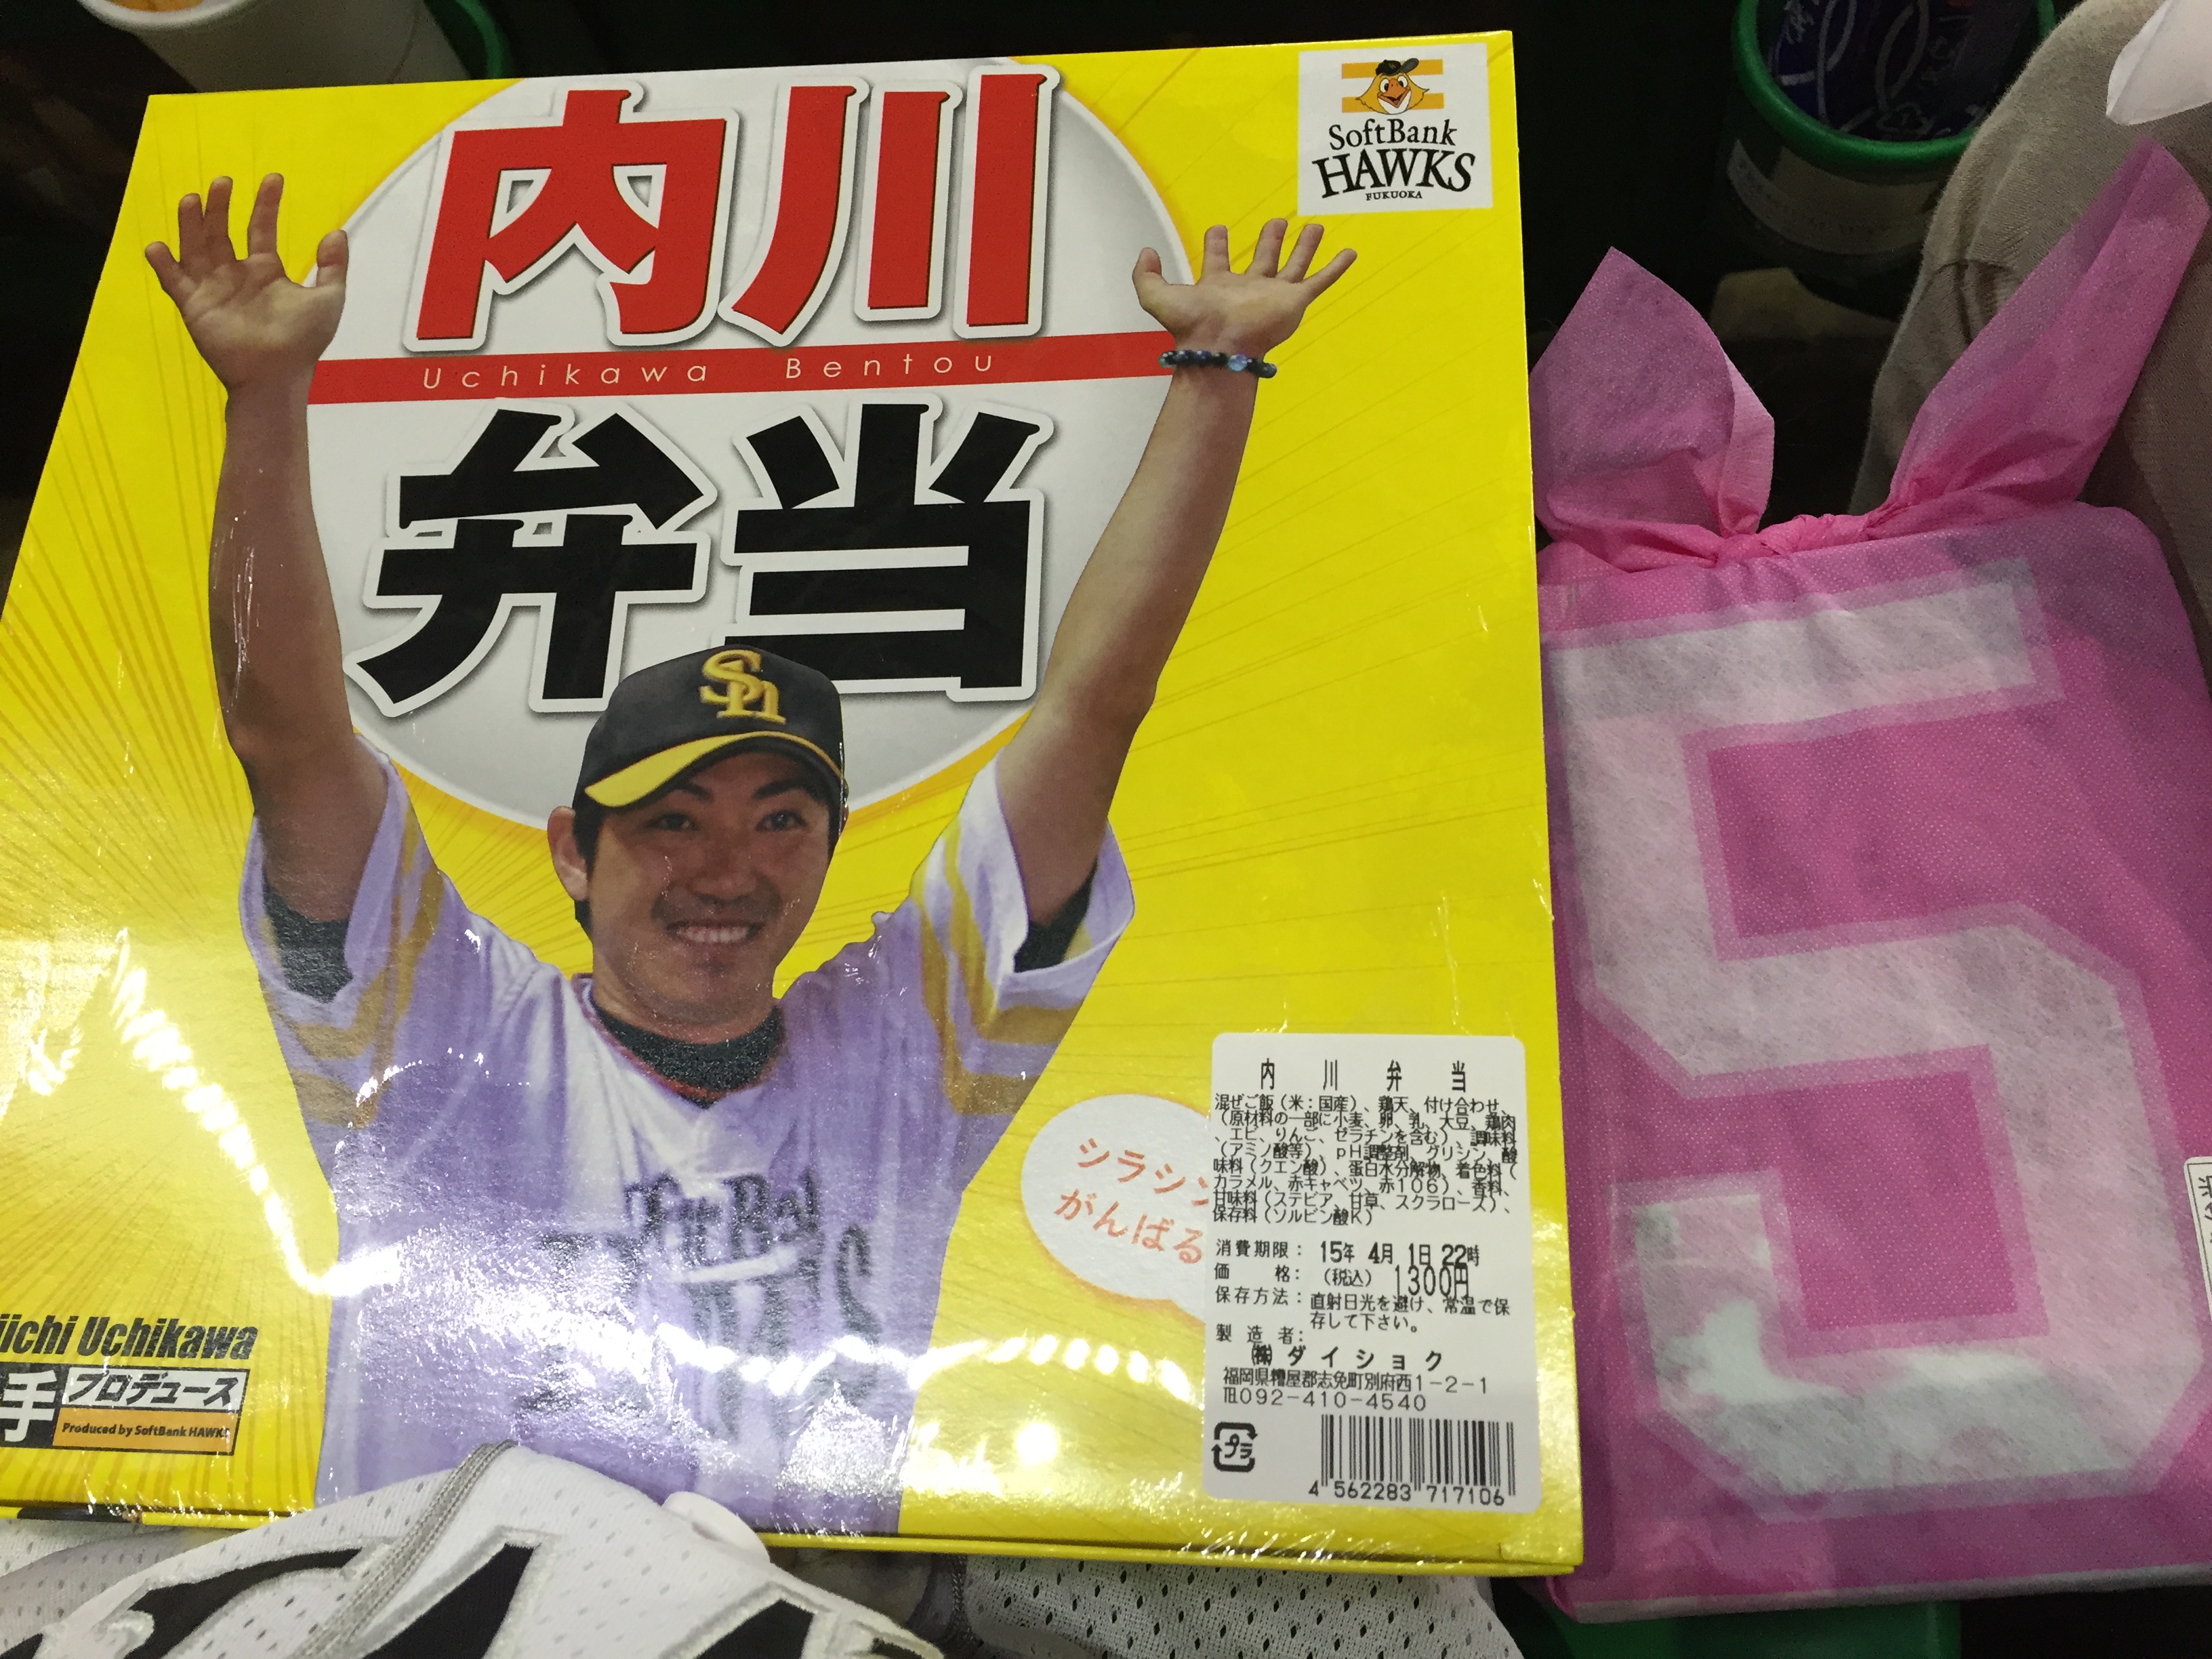 内川
Uchikawa Bentou
弁当
SoftBank
HAWKS
FUKUOKA
Sh
シラシ
がんばる
iichi Uchikawa
手
プロデュース
Produced by SoftBank HAWKS
内川弁当
混ぜご飯（米：国産）、鶏天、付け合わせ、
（原材料の一部に小麦、卵、乳、大豆、鶏肉
、エビ、りんご、ゼラチンを含む）、調味料
（アミノ酸等）、pH調整剤、グリシン、酸
味料（クエン酸）、蛋白水分解物、着色料（
カラメル、赤キャベツ、赤106）、香料、
甘味料（ステビア、甘草、スクラロース）、
保存料（ソルビン酸K）
消費期限：15年 4月 1日 22時
価格：（税込）1300円
保存方法：直射日光を避け、常温で保
存して下さい。
製造者：
㈱ダイショク
福岡県糟屋郡志免町別府西1-2-1
℡092-410-4540
プラ
4 562283 717106
5